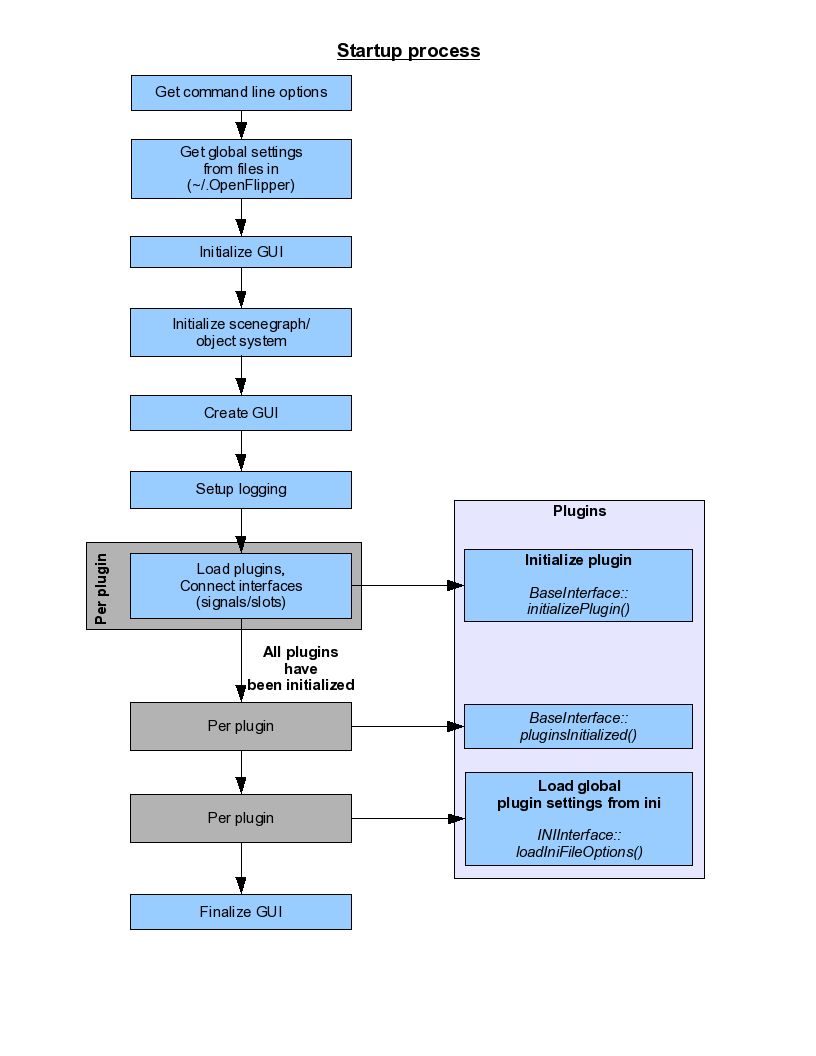 Startup process
Get command line options
Get global settings
from files in
(~/.OpenFlipper)
Initialize GUI
Initialize scenegraph/
object system
Create GUI
Setup logging
Per plugin
Load plugins,
Connect interfaces
(signals/slots)
All plugins
have
been initialized
Per plugin
Per plugin
Finalize GUI
Plugins
Initialize plugin
BaseInterface::
initializePlugin()
BaseInterface::
pluginsInitialized()
Load global
plugin settings from ini
INIInterface::
loadIniFileOptions()